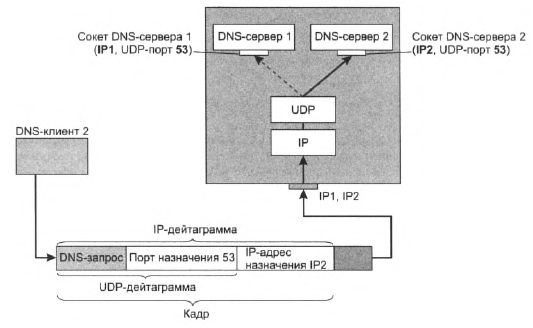 Сокет DNS-сервера 1
(IP1, UDP-порт 53)
DNS-сервер 1
DNS-сервер 2
Сокет DNS-сервера 2
(IP2, UDP-порт 53)
UDP
IP
DNS-клиент 2
IP1, IP2
IP-дейтаграмма
DNS-запрос
Порт назначения 53
IP-адрес
назначения IP2
UDP-дейтаграмма
Кадр